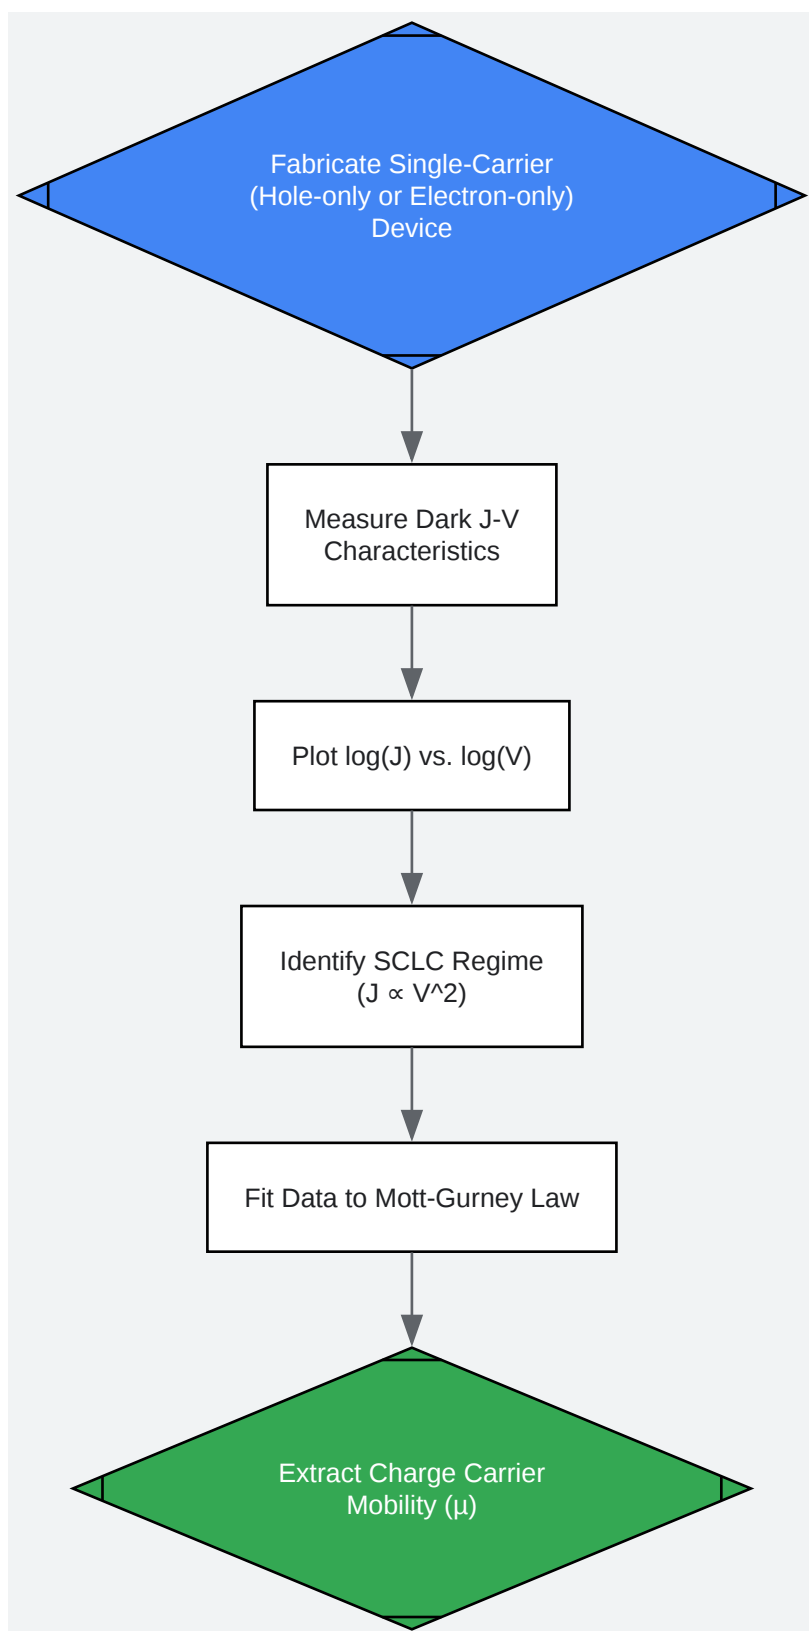 Fabricate Single-Carrier
(Hole-only or Electron-only)
Device
Measure Dark J-V
Characteristics
Plot log(J) vs. log(V)
Identify SCLC Regime
(J ∝ V^2)
Fit Data to Mott-Gurney Law
Extract Charge Carrier
Mobility (µ)